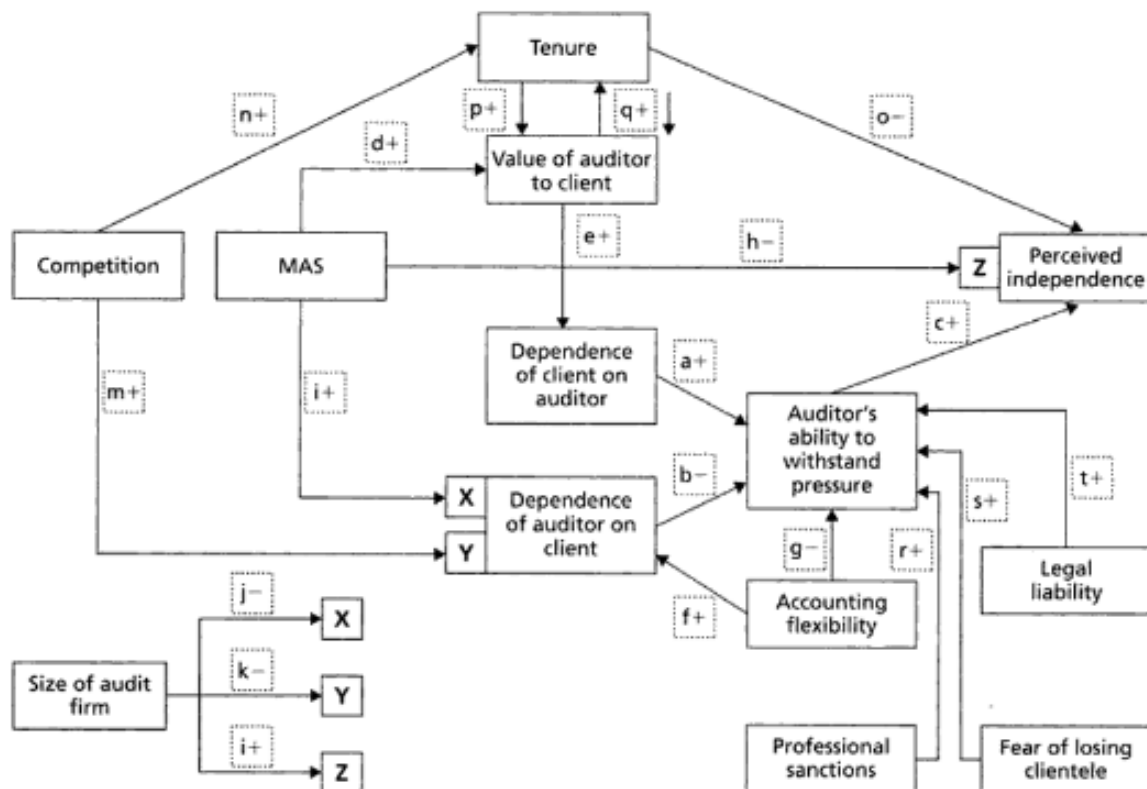 Tenure
n+
p+
q+
o−
d+
Value of auditor
to client
e+
h−
Competition
MAS
Z
Perceived
independence
c+
m+
i+
Dependence
of client on
auditor
a+
Auditor's
ability to
withstand
pressure
b−
X
Y
Dependence
of auditor on
client
t+
s+
r+
g−
f+
Accounting
flexibility
Legal
liability
j−
X
Size of audit
firm
k−
Y
i+
Z
Professional
sanctions
Fear of losing
clientele